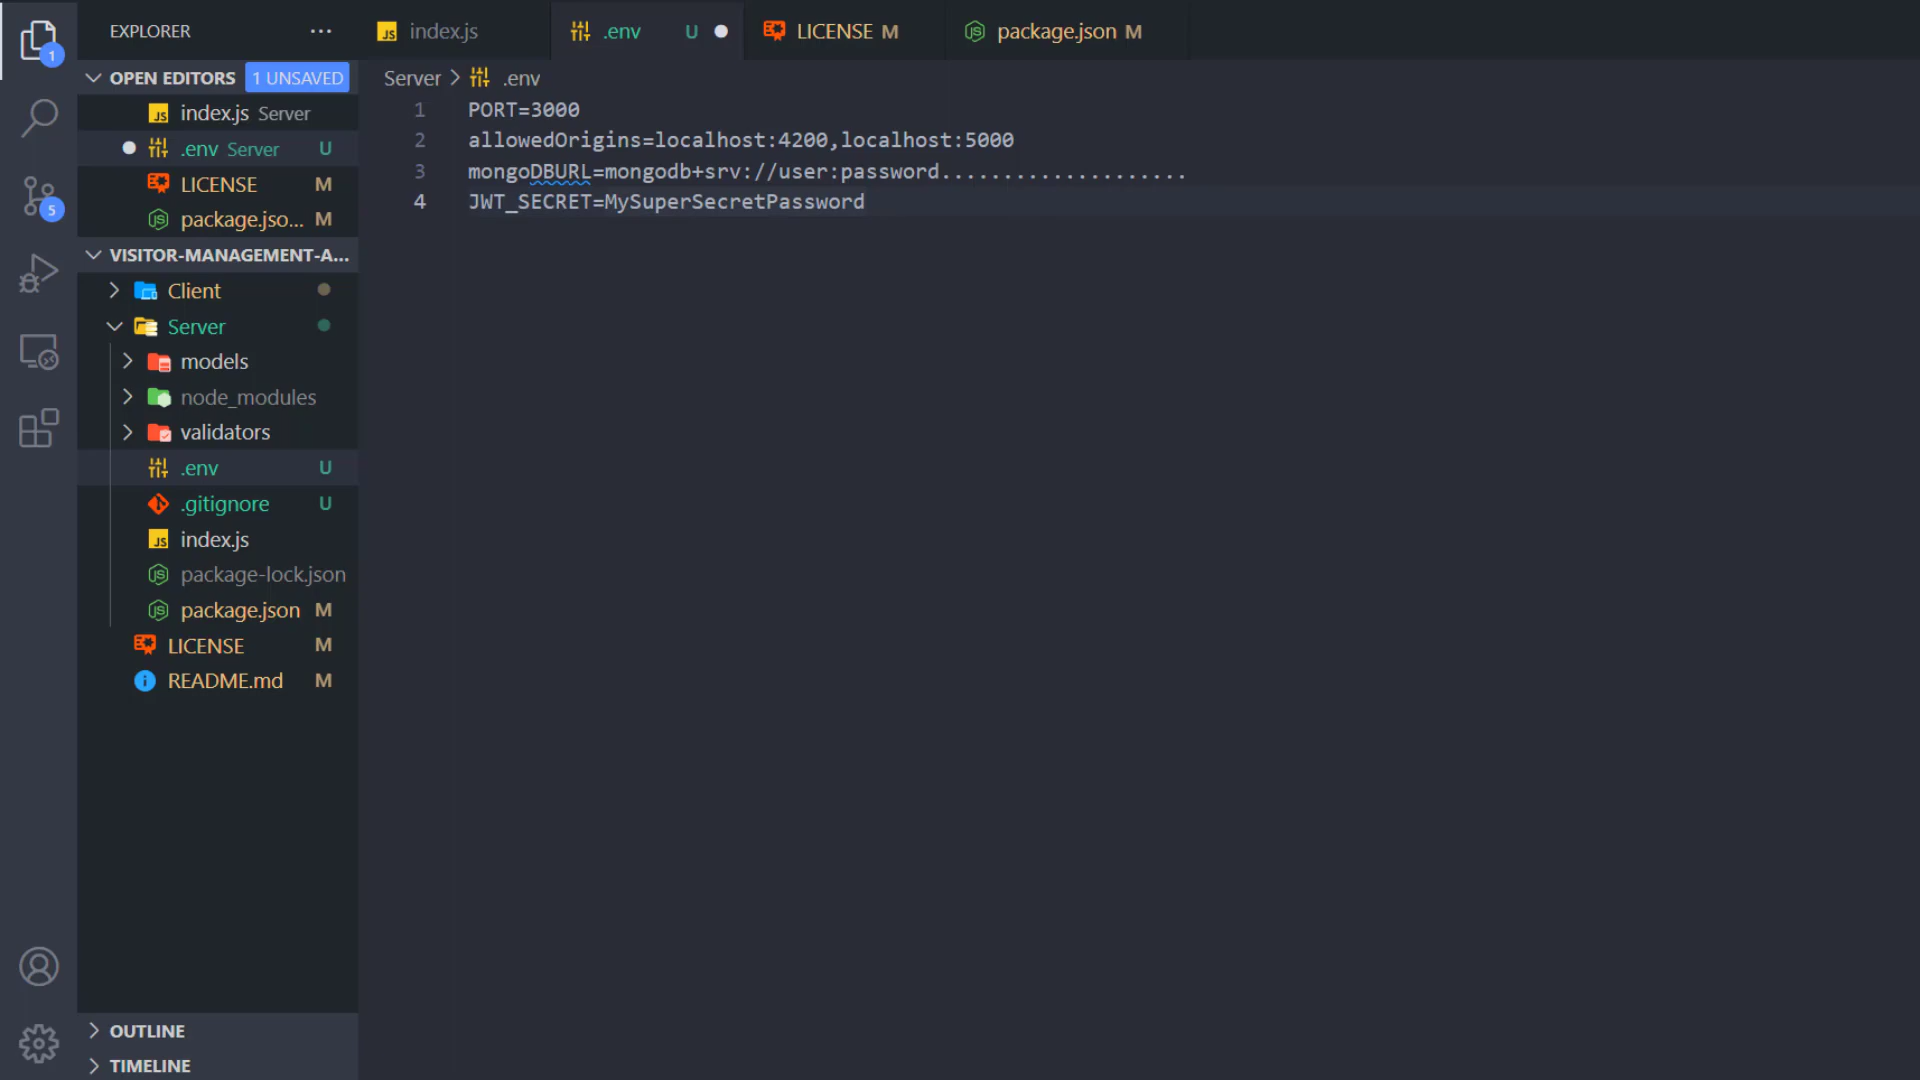 EXPLORER
index.js
.env U
LICENSE M
package.json M
1
OPEN EDITORS 1 UNSAVED
Server > .env
index.js Server
.env Server U
LICENSE M
package.jso... M
5
1 PORT=3000
2 allowedOrigins=localhost:4200,localhost:5000
3 mongoDBURL=mongodb+srv://user:password....................
4 JWT_SECRET=MySuperSecretPassword
VISITOR-MANAGEMENT-A...
Client
Server
models
node_modules
validators
.env U
.gitignore U
JS index.js
package-lock.json
package.json M
LICENSE M
README.md M
OUTLINE
TIMELINE